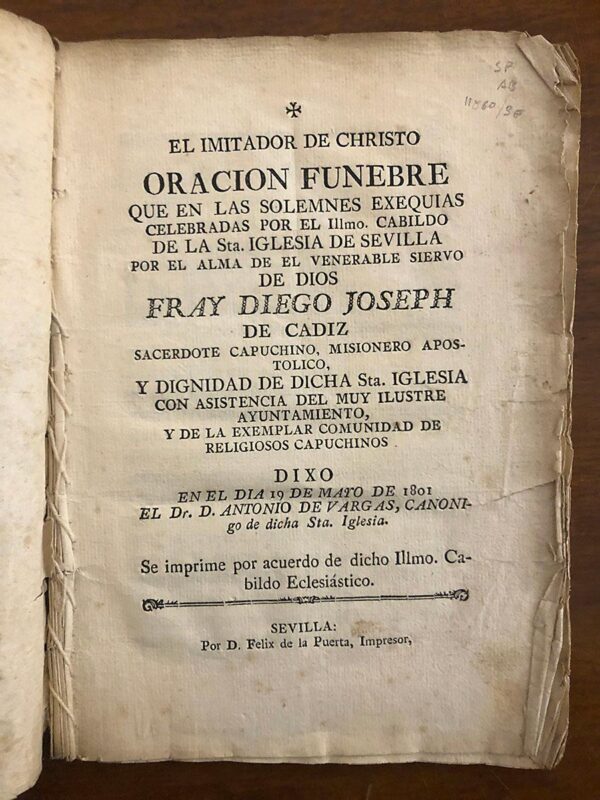 SP
AB
✠
EL IMITADOR DE CHRISTO
ORACION FUNEBRE
QUE EN LAS SOLEMNES EXEQUIAS
CELEBRADAS POR EL Illmo. CABILDO
DE LA Sta. IGLESIA DE SEVILLA
POR EL ALMA DE EL VENERABLE SIERVO
DE DIOS
FRAY DIEGO JOSEPH
DE CADIZ
SACERDOTE CAPUCHINO, MISIONERO APOS-
TOLICO,
Y DIGNIDAD DE DICHA Sta. IGLESIA
CON ASISTENCIA DEL MUY ILUSTRE
AYUNTAMIENTO,
Y DE LA EXEMPLAR COMUNIDAD DE
RELIGIOSOS CAPUCHINOS
DIXO
EN EL DIA 19 DE MAYO DE 1801
EL Dr. D. ANTONIO DE VARGAS, CANONI-
go de dicha Sta. Iglesia.
Se imprime por acuerdo de dicho Illmo. Ca-
bildo Eclesiástico.
SEVILLA:
Por D. Felix de la Puerta, Impresor,